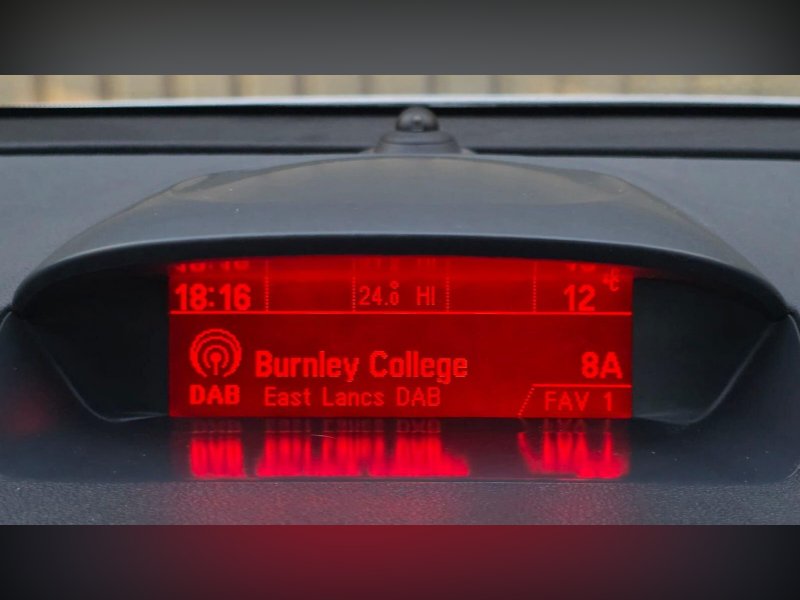 18:16 24.0 HI 12 °C
Burnley College 8A
DAB East Lancs DAB FAV 1